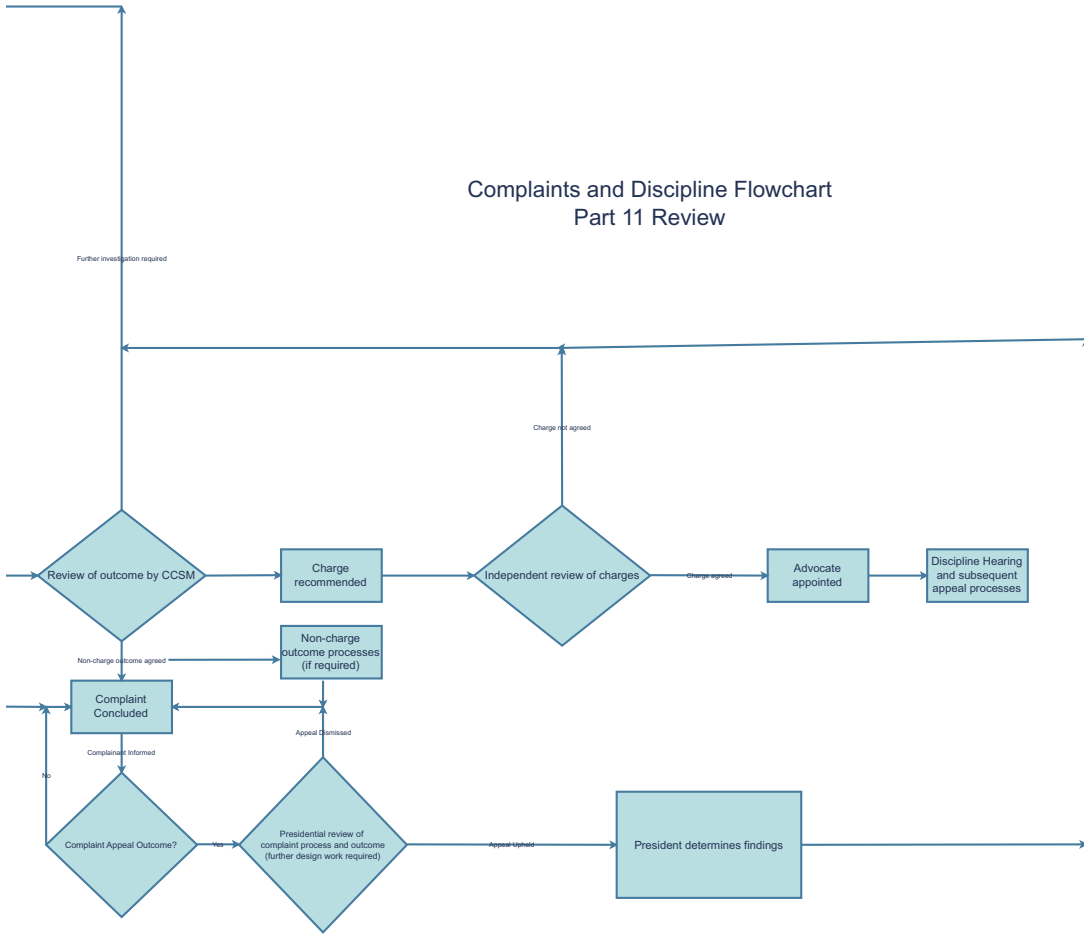 Complaints and Discipline Flowchart
Part 11 Review
Further investigation required
Charge not agreed
Review of outcome by CCSM
Charge
recommended
Independent review of charges
Charge agreed
Advocate
appointed
Discipline Hearing
and subsequent
appeal processes
Non-charge outcome agreed
Non-charge
outcome processes
(if required)
Complaint
Concluded
Appeal Dismissed
Complainant Informed
No
Complaint Appeal Outcome?
Yes
Presidential review of
complaint process and outcome
(further design work required)
Appeal Upheld
President determines findings